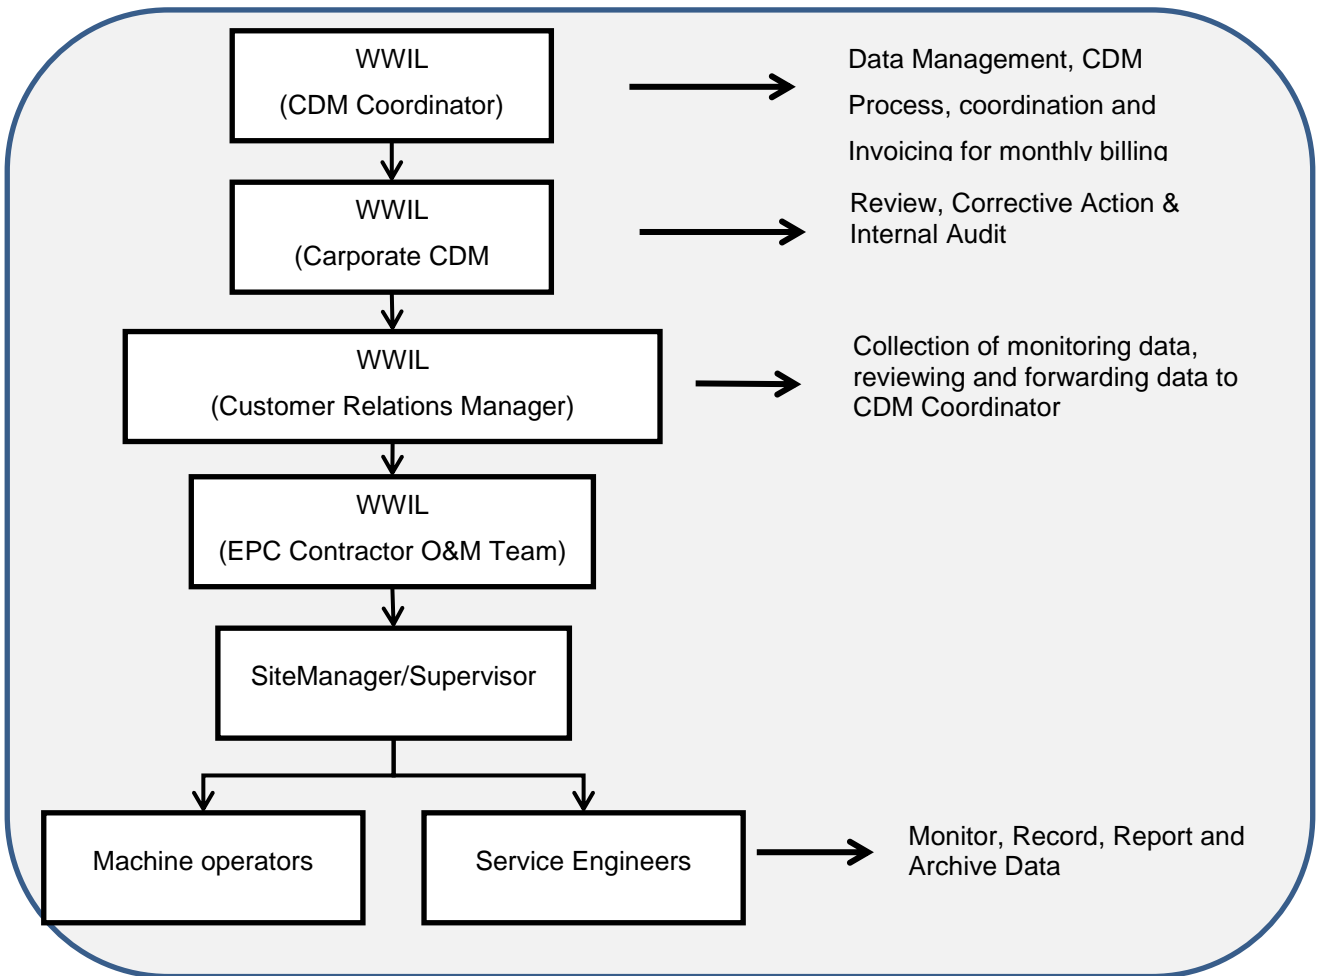 WWIL
(CDM Coordinator)
Data Management, CDM
Process, coordination and
Invoicing for monthly billing
WWIL
(Carporate CDM
Review, Corrective Action &
Internal Audit
WWIL
(Customer Relations Manager)
Collection of monitoring data,
reviewing and forwarding data to
CDM Coordinator
WWIL
(EPC Contractor O&M Team)
SiteManager/Supervisor
Machine operators
Service Engineers
Monitor, Record, Report and
Archive Data